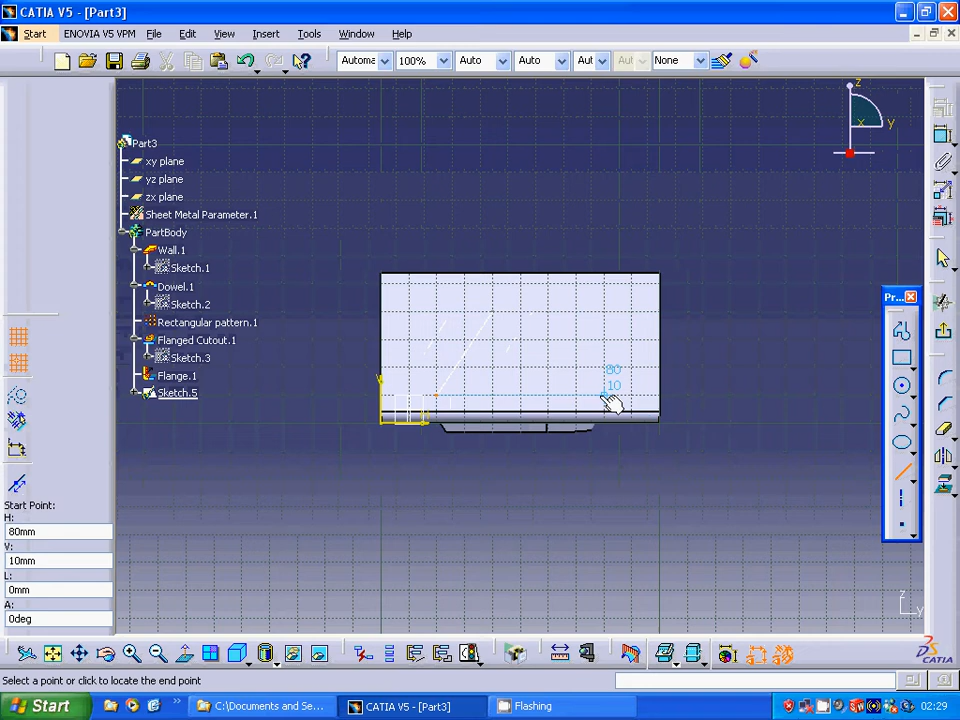 CATIA V5 - [Part3]
Start ENOVIA V5 VPM File Edit View Insert Tools Window Help
Automa 100% Auto Auto Aut Aut None
z
x y
Part3
xy plane
yz plane
zx plane
Sheet Metal Parameter.1
PartBody
Wall.1
Sketch.1
Dowel.1
Sketch.2
Rectangular pattern.1
Flanged Cutout.1
Sketch.3
Flange.1
Sketch.5
Pr...
80
10
V
H
Start Point:
H:
80mm
V:
10mm
L:
0mm
A:
0deg
z
y
CATIA
Select a point or click to locate the end point
Start C:\Documents and Se... CATIA V5 - [Part3] Flashing 02:29